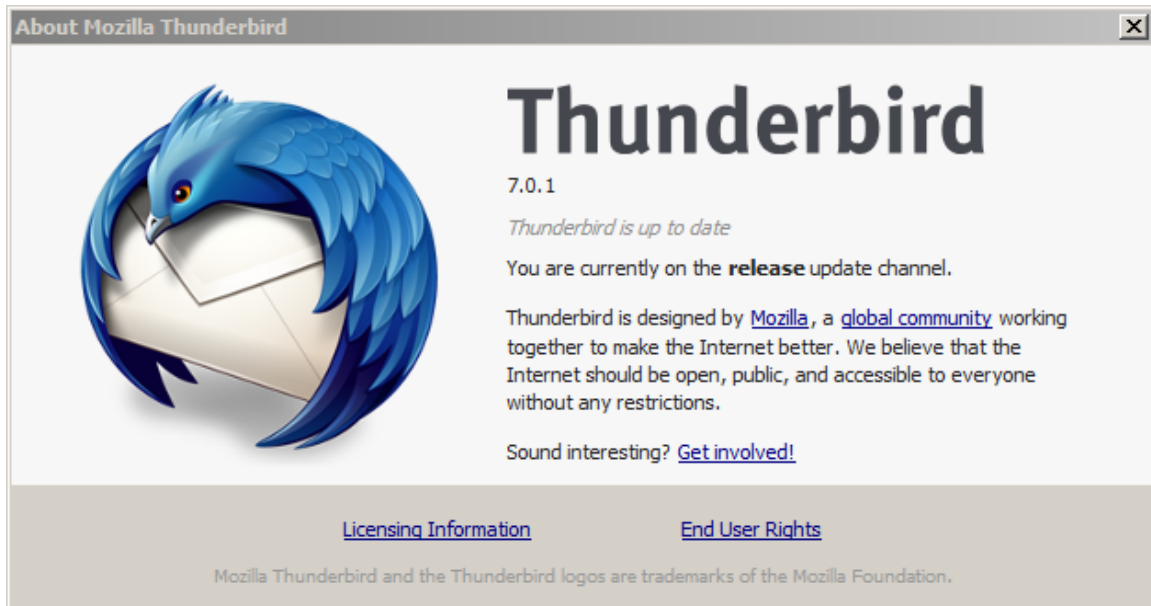 About Mozilla Thunderbird
Thunderbird
7.0.1
Thunderbird is up to date
You are currently on the release update channel.
Thunderbird is designed by Mozilla, a global community working
together to make the Internet better. We believe that the
Internet should be open, public, and accessible to everyone
without any restrictions.
Sound interesting? Get involved!
Licensing Information End User Rights
Mozilla Thunderbird and the Thunderbird logos are trademarks of the Mozilla Foundation.